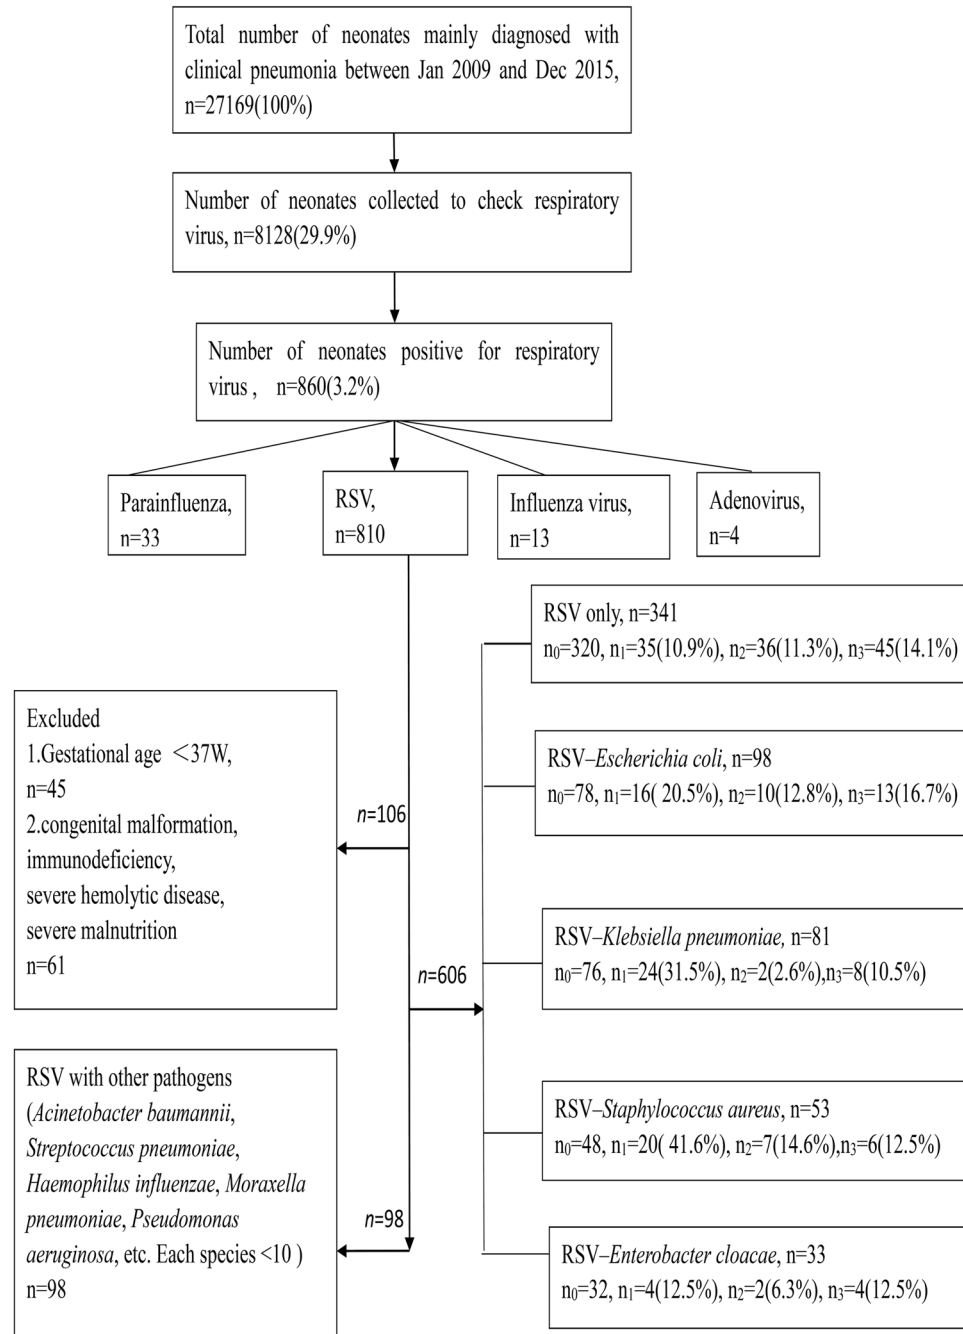 Total number of neonates mainly diagnosed with
clinical pneumonia between Jan 2009 and Dec 2015,
n=27169(100%)
Number of neonates collected to check respiratory
virus, n=8128(29.9%)
Number of neonates positive for respiratory
virus , n=860(3.2%)
Parainfluenza,
n=33
RSV,
n=810
Influenza virus,
n=13
Adenovirus,
n=4
RSV only, n=341
n₀=320, n₁=35(10.9%), n₂=36(11.3%), n₃=45(14.1%)
Excluded
1.Gestational age <37W,
n=45
2.congenital malformation,
immunodeficiency,
severe hemolytic disease,
severe malnutrition
n=61
n=106
RSV–Escherichia coli, n=98
n₀=78, n₁=16( 20.5%), n₂=10(12.8%), n₃=13(16.7%)
RSV–Klebsiella pneumoniae, n=81
n₀=76, n₁=24(31.5%), n₂=2(2.6%),n₃=8(10.5%)
n=606
RSV–Staphylococcus aureus, n=53
n₀=48, n₁=20( 41.6%), n₂=7(14.6%),n₃=6(12.5%)
RSV with other pathogens
(Acinetobacter baumannii,
Streptococcus pneumoniae,
Haemophilus influenzae, Moraxella
pneumoniae, Pseudomonas
aeruginosa, etc. Each species <10 )
n=98
n=98
RSV–Enterobacter cloacae, n=33
n₀=32, n₁=4(12.5%), n₂=2(6.3%), n₃=4(12.5%)